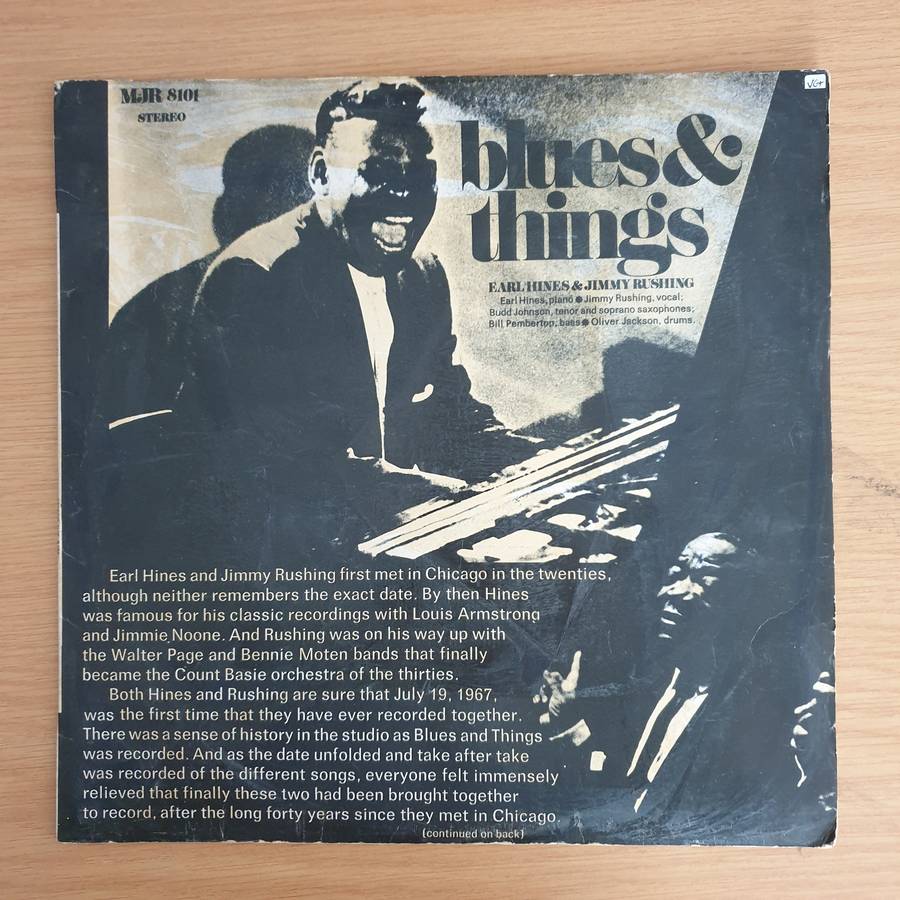 MJR 8101
STEREO
VG+
blues &
things
EARL HINES & JIMMY RUSHING
Earl Hines, piano ● Jimmy Rushing, vocal;
Budd Johnson, tenor and soprano saxophones;
Bill Pemberton, bass ● Oliver Jackson, drums.
Earl Hines and Jimmy Rushing first met in Chicago in the twenties,
although neither remembers the exact date. By then Hines
was famous for his classic recordings with Louis Armstrong
and Jimmie Noone. And Rushing was on his way up with
the Walter Page and Bennie Moten bands that finally
became the Count Basie orchestra of the thirties.
Both Hines and Rushing are sure that July 19, 1967,
was the first time that they have ever recorded together.
There was a sense of history in the studio as Blues and Things
was recorded. And as the date unfolded and take after take
was recorded of the different songs, everyone felt immensely
relieved that finally these two had been brought together
to record, after the long forty years since they met in Chicago.
(continued on back)